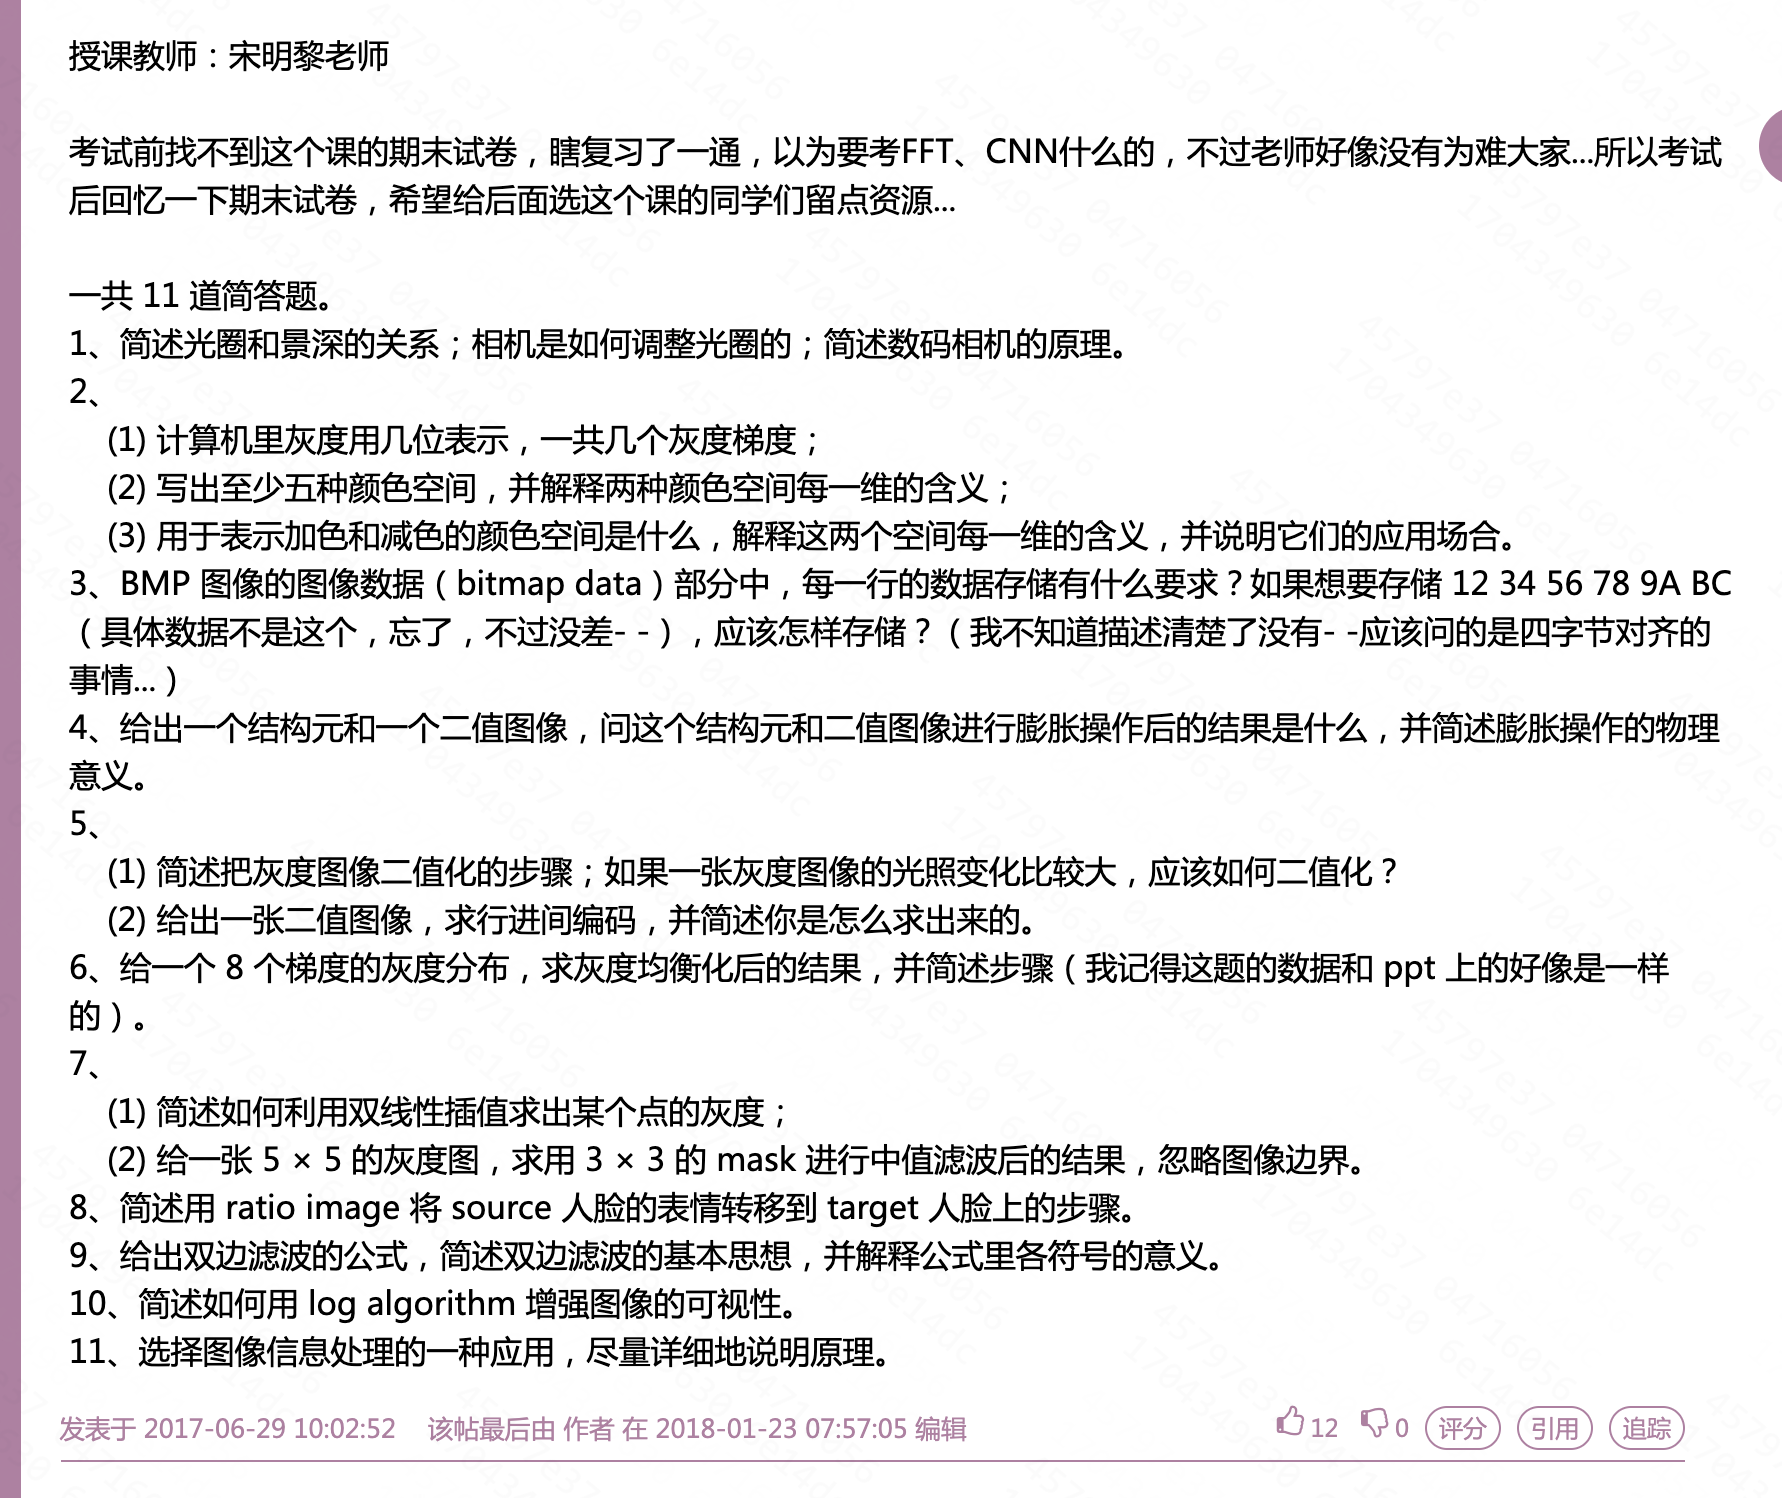 授课教师：宋明黎老师
考试前找不到这个课的期末试卷，瞎复习了一通，以为要考FFT、CNN什么的，不过老师好像没有为难大家...所以考试
后回忆一下期末试卷，希望给后面选这个课的同学们留点资源...
一共 11 道简答题。
1、简述光圈和景深的关系；相机是如何调整光圈的；简述数码相机的原理。
2、
(1) 计算机里灰度用几位表示，一共几个灰度梯度；
(2) 写出至少五种颜色空间，并解释两种颜色空间每一维的含义；
(3) 用于表示加色和减色的颜色空间是什么，解释这两个空间每一维的含义，并说明它们的应用场合。
3、BMP 图像的图像数据（bitmap data）部分中，每一行的数据存储有什么要求？如果想要存储 12 34 56 78 9A BC
（具体数据不是这个，忘了，不过没差- -），应该怎样存储？（我不知道描述清楚了没有- -应该问的是四字节对齐的
事情...）
4、给出一个结构元和一个二值图像，问这个结构元和二值图像进行膨胀操作后的结果是什么，并简述膨胀操作的物理
意义。
5、
(1) 简述把灰度图像二值化的步骤；如果一张灰度图像的光照变化比较大，应该如何二值化？
(2) 给出一张二值图像，求行进间编码，并简述你是怎么求出来的。
6、给一个 8 个梯度的灰度分布，求灰度均衡化后的结果，并简述步骤（我记得这题的数据和 ppt 上的好像是一样
的）。
7、
(1) 简述如何利用双线性插值求出某个点的灰度；
(2) 给一张 5 × 5 的灰度图，求用 3 × 3 的 mask 进行中值滤波后的结果，忽略图像边界。
8、简述用 ratio image 将 source 人脸的表情转移到 target 人脸上的步骤。
9、给出双边滤波的公式，简述双边滤波的基本思想，并解释公式里各符号的意义。
10、简述如何用 log algorithm 增强图像的可视性。
11、选择图像信息处理的一种应用，尽量详细地说明原理。
发表于 2017-06-29 10:02:52 该帖最后由 作者 在 2018-01-23 07:57:05 编辑 12 0 评分 引用 追踪